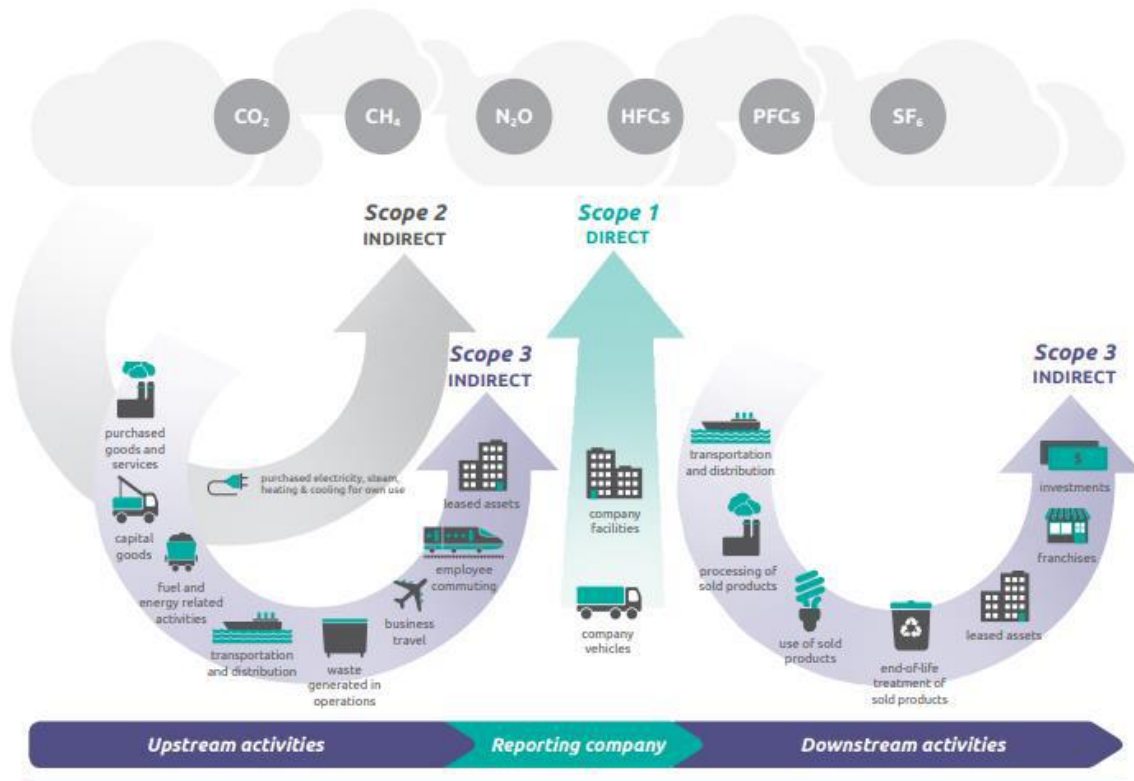 CO₂
CH₄
N₂O
HFCs
PFCs
SF₆
Scope 2
INDIRECT
Scope 1
DIRECT
Scope 3
INDIRECT
Scope 3
INDIRECT
purchased
goods and
services
capital
goods
fuel and
energy related
activities
transportation
and distribution
waste
generated in
operations
business
travel
employee
commuting
leased assets
purchased electricity, steam,
heating & cooling for own use
company
facilities
company
vehicles
transportation
and distribution
processing of
sold products
use of sold
products
end-of-life
treatment of
sold products
leased assets
franchises
$
investments
Upstream activities
Reporting company
Downstream activities